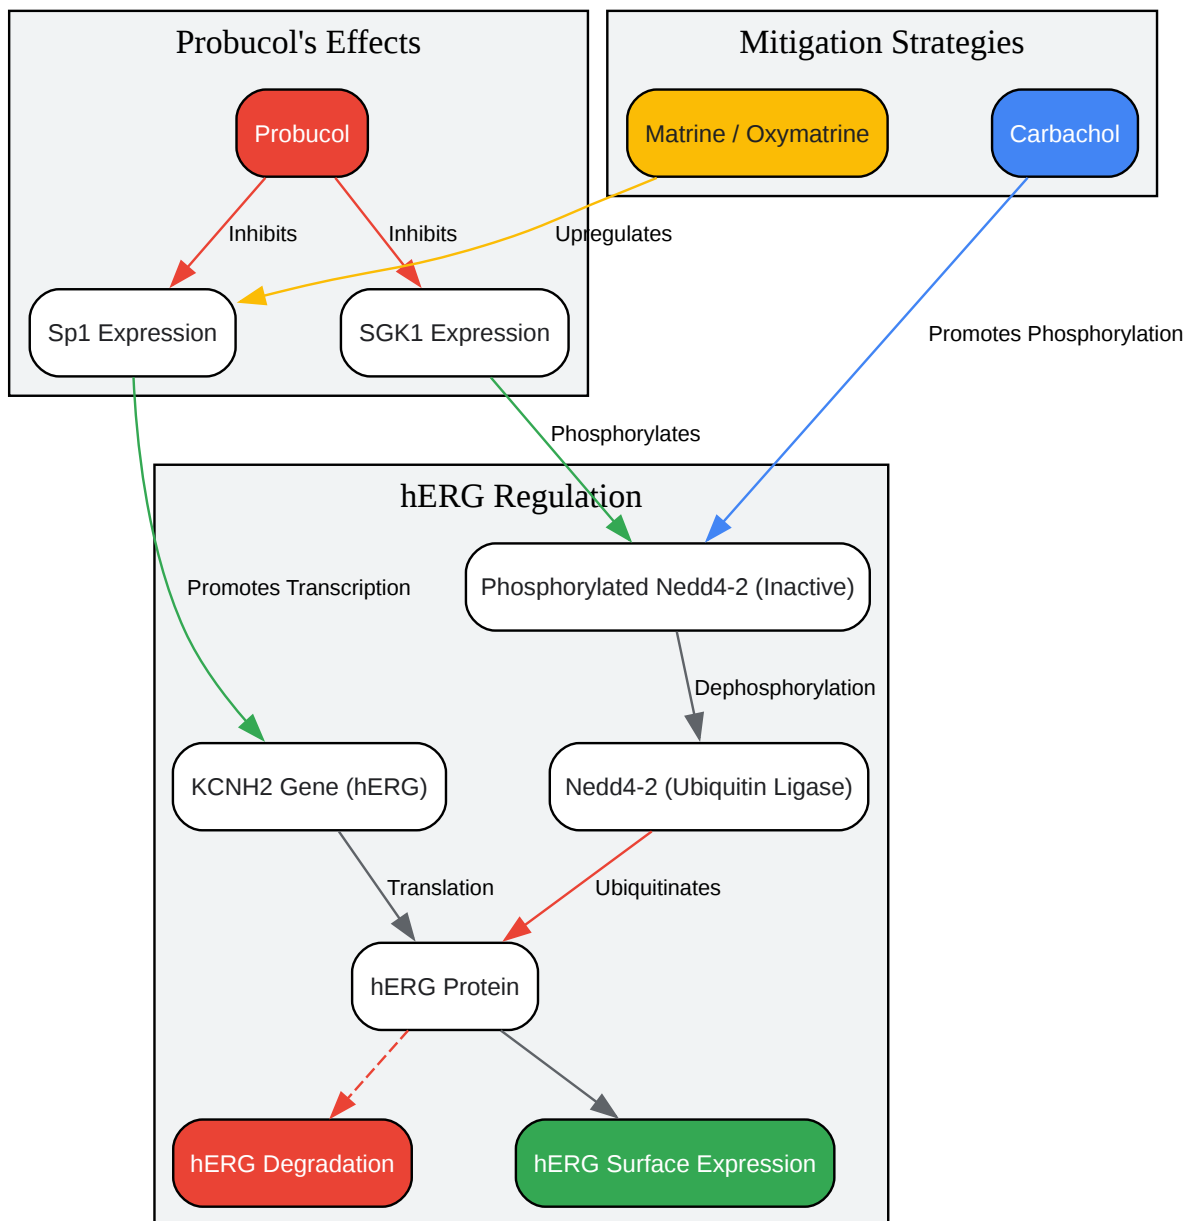 Probucol's Effects
Mitigation Strategies
Probucol
Matrine / Oxymatrine
Carbachol
Inhibits
Inhibits
Upregulates
Sp1 Expression
SGK1 Expression
Promotes Phosphorylation
Phosphorylates
hERG Regulation
Promotes Transcription
Phosphorylated Nedd4-2 (Inactive)
Dephosphorylation
KCNH2 Gene (hERG)
Nedd4-2 (Ubiquitin Ligase)
Translation
Ubiquitinates
hERG Protein
hERG Degradation
hERG Surface Expression